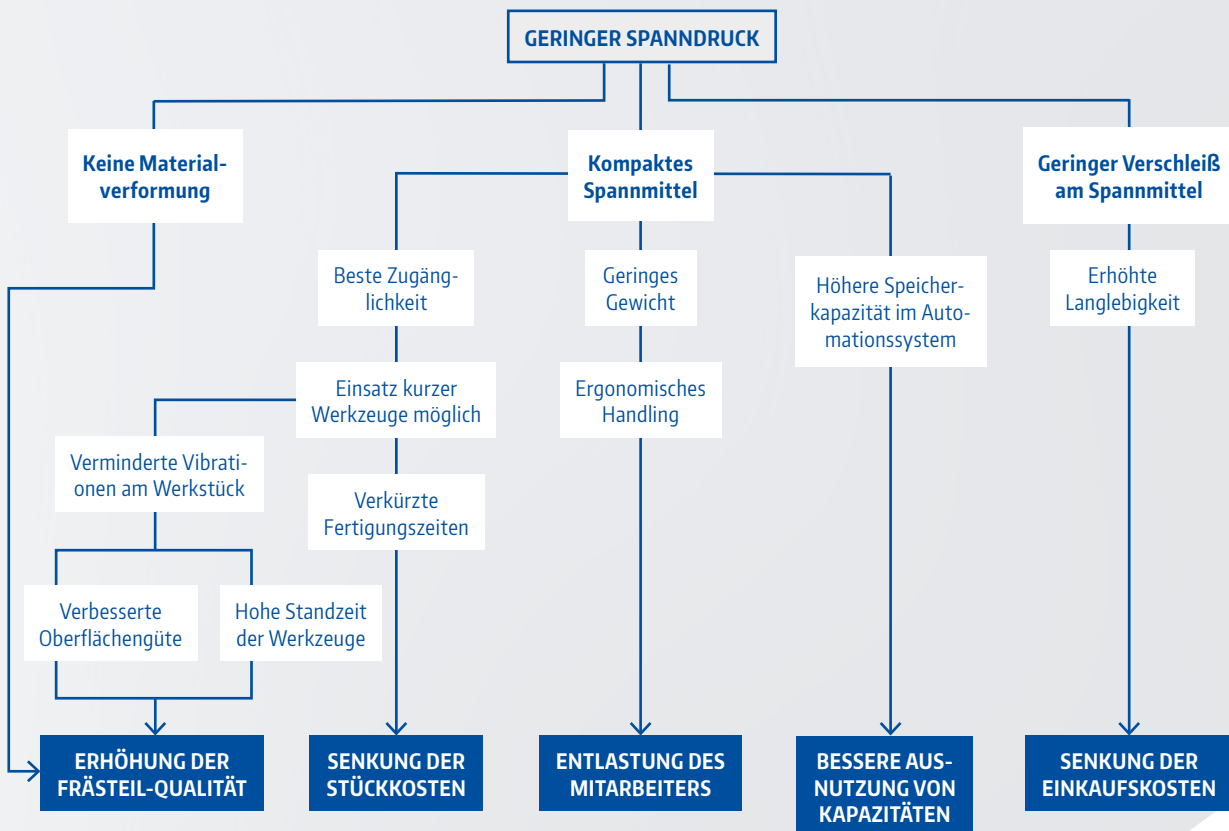 GERINGER SPANNDRUCK
Keine Material-
verformung
Kompaktes
Spannmittel
Geringer Verschleiß
am Spannmittel
Beste Zugäng-
lichkeit
Geringes
Gewicht
Höhere Speicher-
kapazität im Auto-
mationssystem
Erhöhte
Langlebigkeit
Einsatz kurzer
Werkzeuge möglich
Ergonomisches
Handling
Verminderte Vibrati-
onen am Werkstück
Verkürzte
Fertigungszeiten
Verbesserte
Oberflächengüte
Hohe Standzeit
der Werkzeuge
ERHÖHUNG DER
FRÄSTEIL-QUALITÄT
SENKUNG DER
STÜCKKOSTEN
ENTLASTUNG DES
MITARBEITERS
BESSERE AUS-
NUTZUNG VON
KAPAZITÄTEN
SENKUNG DER
EINKAUFSKOSTEN